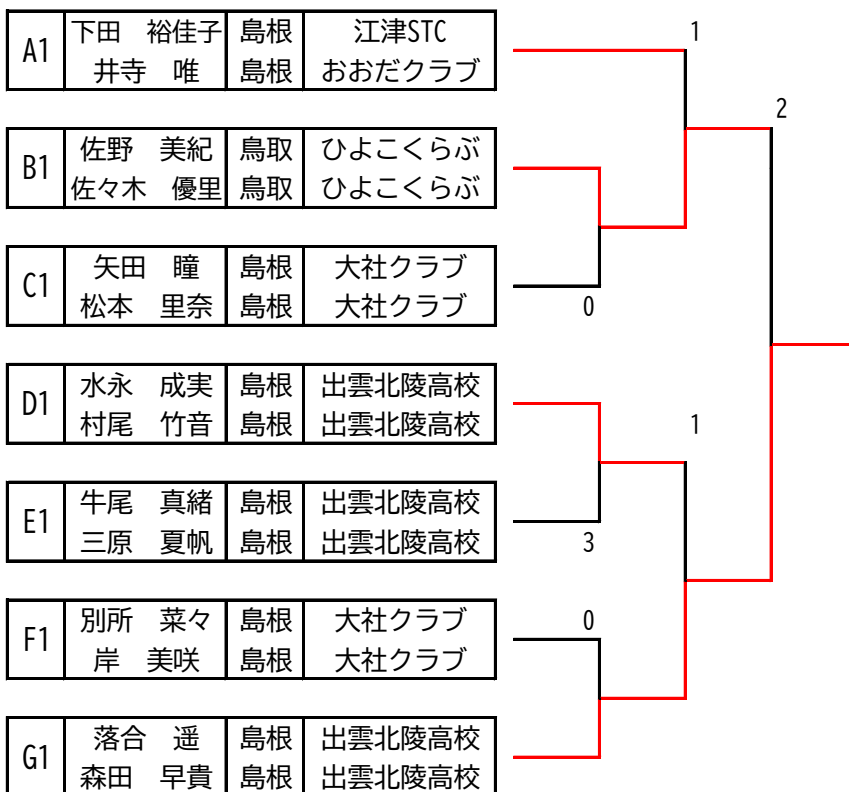 A1 下田 裕佳子 島根 江津STC
井寺 唯 島根 おおだクラブ
1
2
B1 佐野 美紀 鳥取 ひよこくらぶ
佐々木 優里 鳥取 ひよこくらぶ
C1 矢田 瞳 島根 大社クラブ
松本 里奈 島根 大社クラブ
0
D1 水永 成実 島根 出雲北陵高校
村尾 竹音 島根 出雲北陵高校
1
E1 牛尾 真緒 島根 出雲北陵高校
三原 夏帆 島根 出雲北陵高校
3
F1 別所 菜々 島根 大社クラブ
岸 美咲 島根 大社クラブ
0
G1 落合 遥 島根 出雲北陵高校
森田 早貴 島根 出雲北陵高校